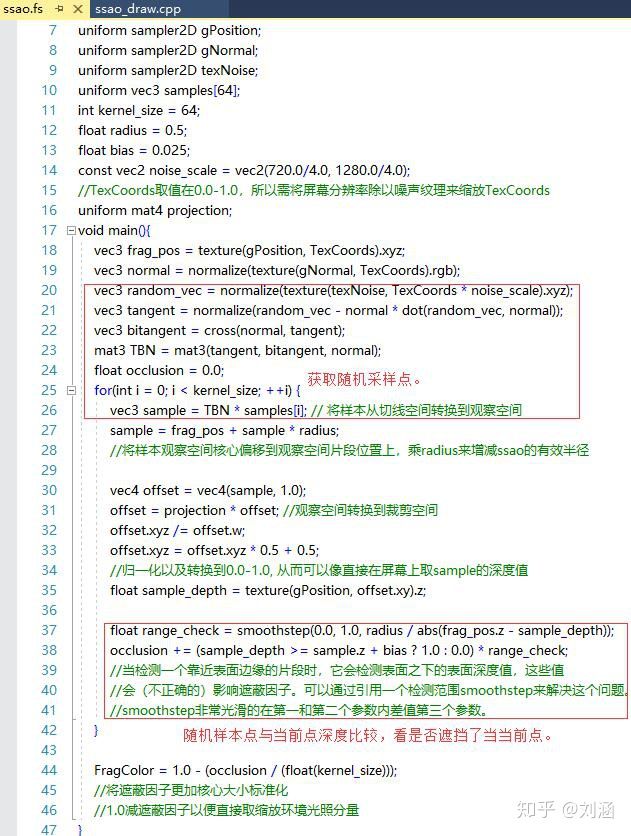 ssao.fs ssao_draw.cpp
7 uniform sampler2D gPosition;
8 uniform sampler2D gNormal;
9 uniform sampler2D texNoise;
10 uniform vec3 samples[64];
11 int kernel_size = 64;
12 float radius = 0.5;
13 float bias = 0.025;
14 const vec2 noise_scale = vec2(720.0/4.0, 1280.0/4.0);
15 //TexCoords取值在0.0-1.0，所以需将屏幕分辨率除以噪声纹理来缩放TexCoords
16 uniform mat4 projection;
17 void main(){
18 vec3 frag_pos = texture(gPosition, TexCoords).xyz;
19 vec3 normal = normalize(texture(gNormal, TexCoords).rgb);
20 vec3 random_vec = normalize(texture(texNoise, TexCoords * noise_scale).xyz);
21 vec3 tangent = normalize(random_vec - normal * dot(random_vec, normal));
22 vec3 bitangent = cross(normal, tangent);
23 mat3 TBN = mat3(tangent, bitangent, normal);
24 float occlusion = 0.0;
获取随机采样点。
25 for(int i = 0; i < kernel_size; ++i) {
26 vec3 sample = TBN * samples[i]; // 将样本从切线空间转换到观察空间
27 sample = frag_pos + sample * radius;
28 //将样本观察空间核心偏移到观察空间片段位置上，乘radius来增减ssao的有效半径
29
30 vec4 offset = vec4(sample, 1.0);
31 offset = projection * offset; //观察空间转换到裁剪空间
32 offset.xyz /= offset.w;
33 offset.xyz = offset.xyz * 0.5 + 0.5;
34 //归一化以及转换到0.0-1.0, 从而可以像直接在屏幕上取sample的深度值
35 float sample_depth = texture(gPosition, offset.xy).z;
36
37 float range_check = smoothstep(0.0, 1.0, radius / abs(frag_pos.z - sample_depth));
38 occlusion += (sample_depth >= sample.z + bias ? 1.0 : 0.0) * range_check;
39 //当检测一个靠近表面边缘的片段时，它会检测表面之下的表面深度值，这些值
40 //会（不正确的）影响遮蔽因子。可以通过引用一个检测范围smoothstep来解决这个问题。
41 //smoothstep非常光滑的在第一和第二个参数内差值第三个参数。
42 }
随机样本点与当前点深度比较，看是否遮挡了当当前点。
43
44 FragColor = 1.0 - (occlusion / (float(kernel_size)));
45 //将遮蔽因子更加核心大小标准化
46 //1.0减遮蔽因子以便直接取缩放环境光照分量
47 }
知乎 @刘涵